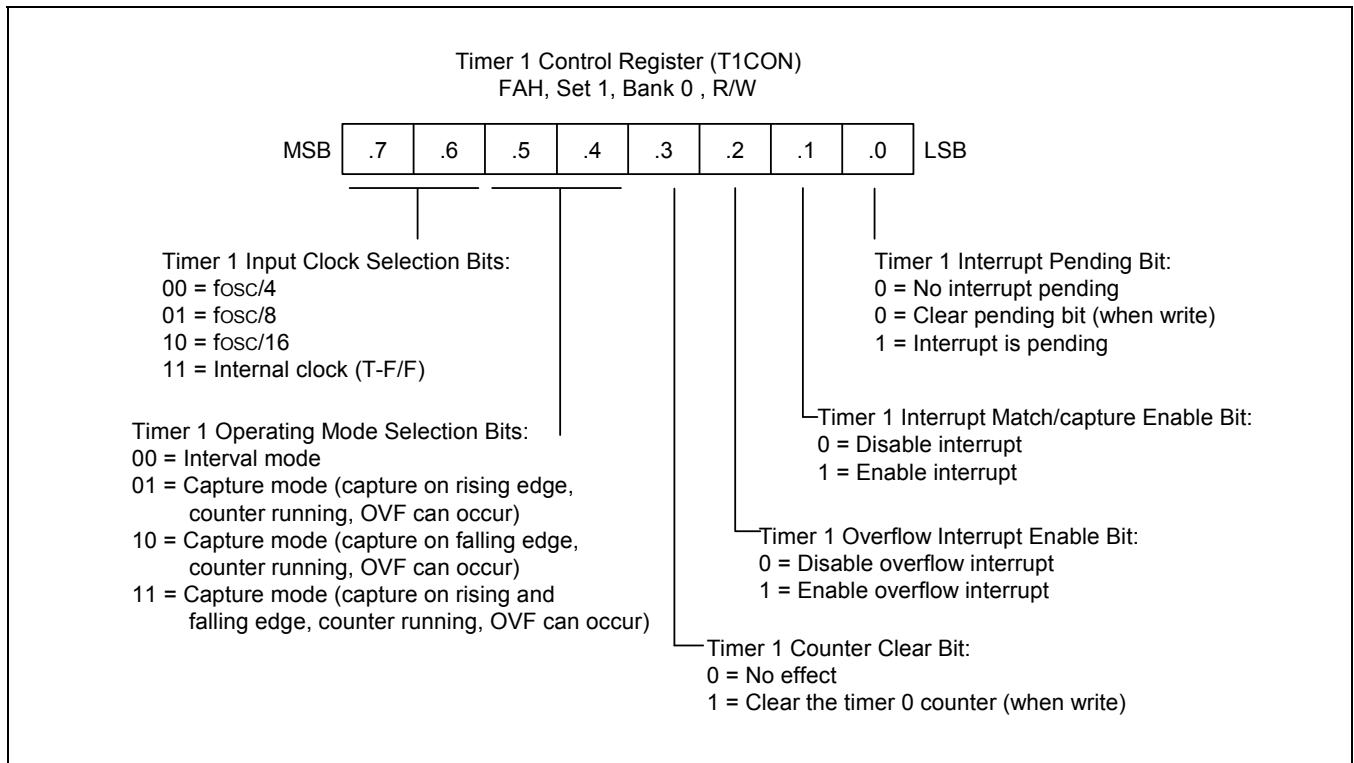 Timer 1 Control Register (T1CON)
FAH, Set 1, Bank 0 , R/W
MSB .7 .6 .5 .4 .3 .2 .1 .0 LSB
Timer 1 Input Clock Selection Bits:
00 = fOSC/4
01 = fOSC/8
10 = fOSC/16
11 = Internal clock (T-F/F)
Timer 1 Operating Mode Selection Bits:
00 = Interval mode
01 = Capture mode (capture on rising edge,
counter running, OVF can occur)
10 = Capture mode (capture on falling edge,
counter running, OVF can occur)
11 = Capture mode (capture on rising and
falling edge, counter running, OVF can occur)
Timer 1 Interrupt Pending Bit:
0 = No interrupt pending
0 = Clear pending bit (when write)
1 = Interrupt is pending
Timer 1 Interrupt Match/capture Enable Bit:
0 = Disable interrupt
1 = Enable interrupt
Timer 1 Overflow Interrupt Enable Bit:
0 = Disable overflow interrupt
1 = Enable overflow interrupt
Timer 1 Counter Clear Bit:
0 = No effect
1 = Clear the timer 0 counter (when write)